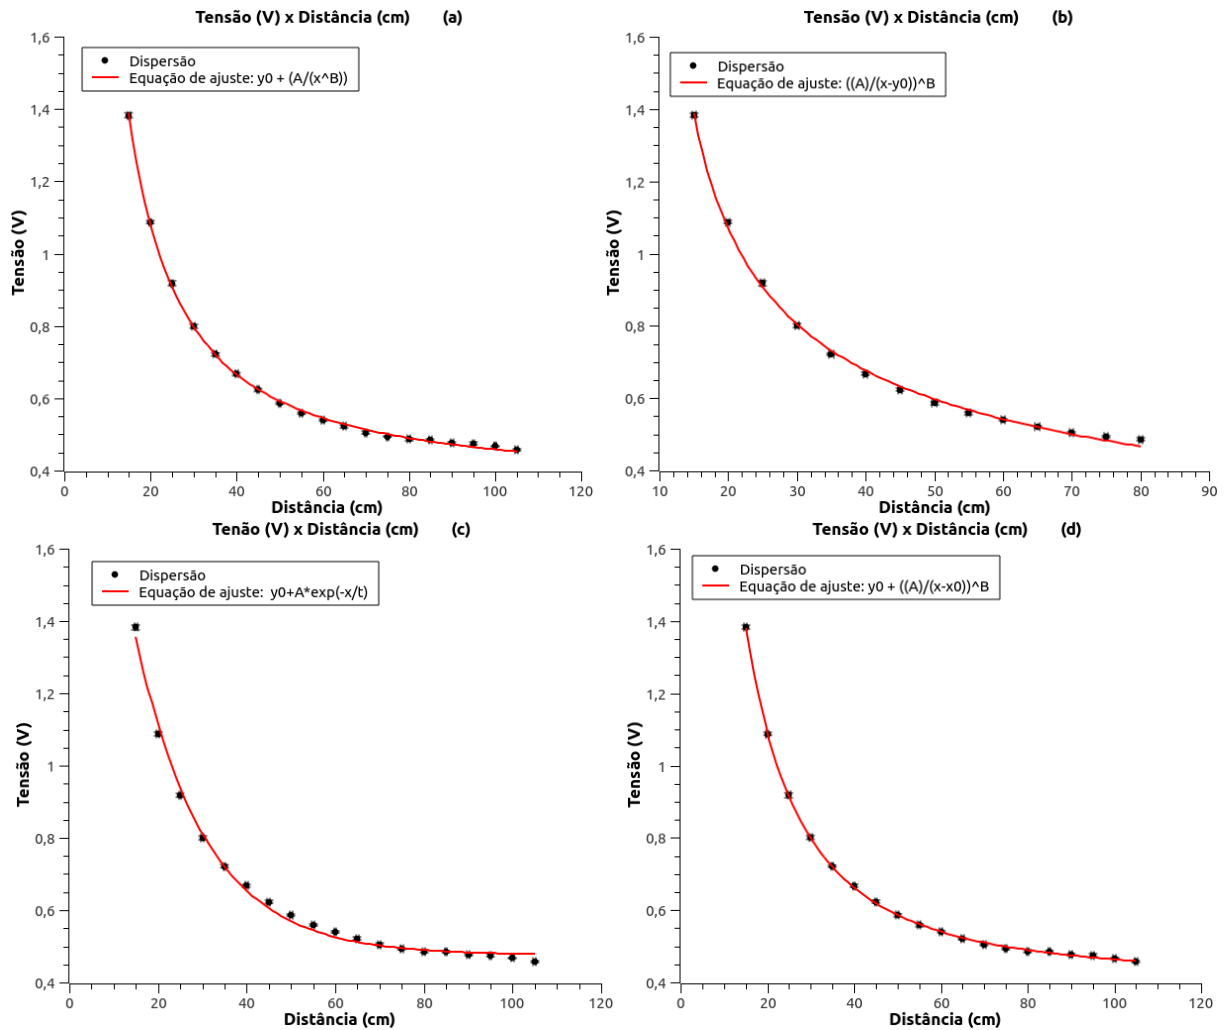 Tensão (V) x Distância (cm) (a)
Dispersão
Equação de ajuste: y0 + (A/(x^B))
Tensão (V)
1,6
1,4
1,2
1
0,8
0,6
0,4
0 20 40 60 80 100 120
Distância (cm)
Tensão (V) x Distância (cm) (b)
Dispersão
Equação de ajuste: ((A)/(x-y0))^B
Tensão (V)
1,6
1,4
1,2
1
0,8
0,6
0,4
10 20 30 40 50 60 70 80 90
Distância (cm)
Tenão (V) x Distância (cm) (c)
Dispersão
Equação de ajuste: y0+A*exp(-x/t)
Tensão (V)
1,6
1,4
1,2
1
0,8
0,6
0,4
0 20 40 60 80 100 120
Distância (cm)
Tensão (V) x Distância (cm) (d)
Dispersão
Equação de ajuste: y0 + ((A)/(x-x0))^B
Tensão (V)
1,6
1,4
1,2
1
0,8
0,6
0,4
0 20 40 60 80 100 120
Distância (cm)